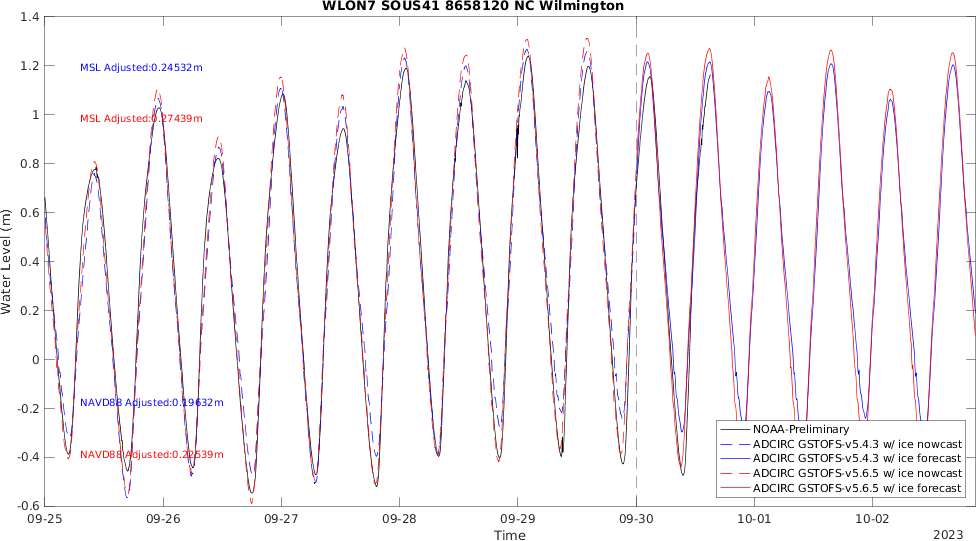 WLON7 SOUS41 8658120 NC Wilmington
1.4
1.2
1
0.8
0.6
0.4
0.2
0
-0.2
-0.4
-0.6
Water Level (m)
MSL Adjusted:0.24532m
MSL Adjusted:0.27439m
NAVD88 Adjusted:0.19632m
NAVD88 Adjusted:0.22539m
NOAA-Preliminary
ADCIRC GSTOFS-v5.4.3 w/ ice nowcast
ADCIRC GSTOFS-v5.4.3 w/ ice forecast
ADCIRC GSTOFS-v5.6.5 w/ ice nowcast
ADCIRC GSTOFS-v5.6.5 w/ ice forecast
09-25 09-26 09-27 09-28 09-29 09-30 10-01 10-02
Time
2023